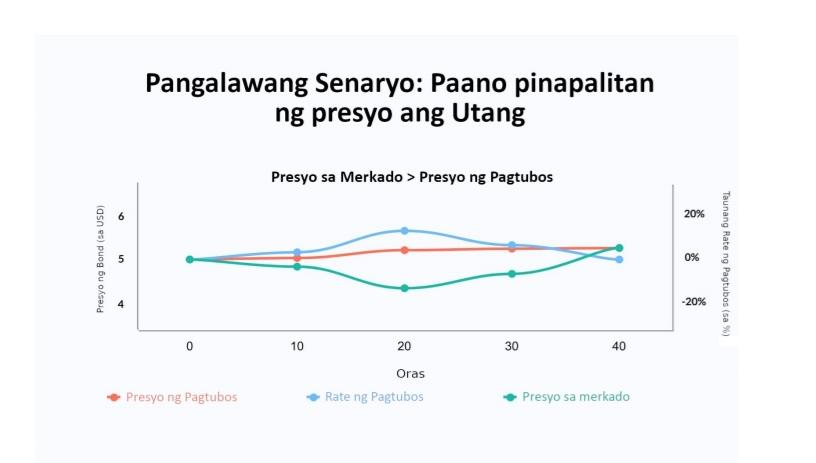 Pangalawang Senaryo: Paano pinapalitan
ng presyo ang Utang
Presyo sa Merkado > Presyo ng Pagtubos
Presyo ng Bond (sa USD)
6
5
4
20%
0%
-20%
Taunang Rate ng Pagtubos (sa %)
0 10 20 30 40
Oras
Presyo ng Pagtubos Rate ng Pagtubos Presyo sa merkado